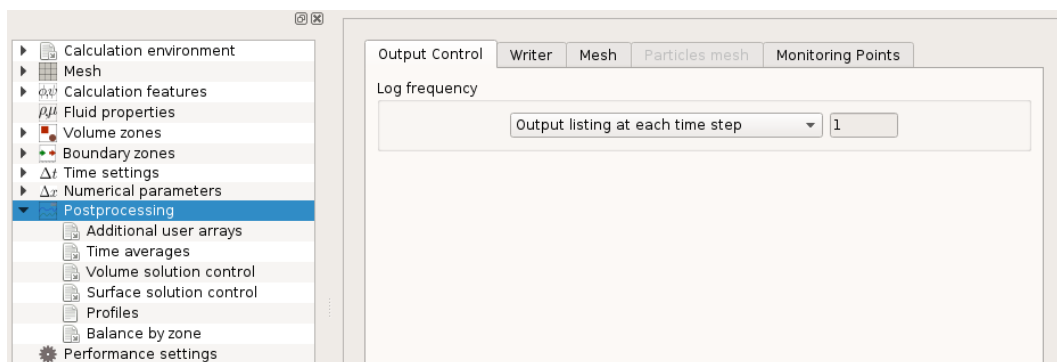 Calculation environment
Mesh
ϕ,ψ Calculation features
ρ,μ Fluid properties
Volume zones
Boundary zones
Δt Time settings
Δx Numerical parameters
Postprocessing
Additional user arrays
Time averages
Volume solution control
Surface solution control
Profiles
Balance by zone
Performance settings
Output Control Writer Mesh Particles mesh Monitoring Points
Log frequency
Output listing at each time step 1